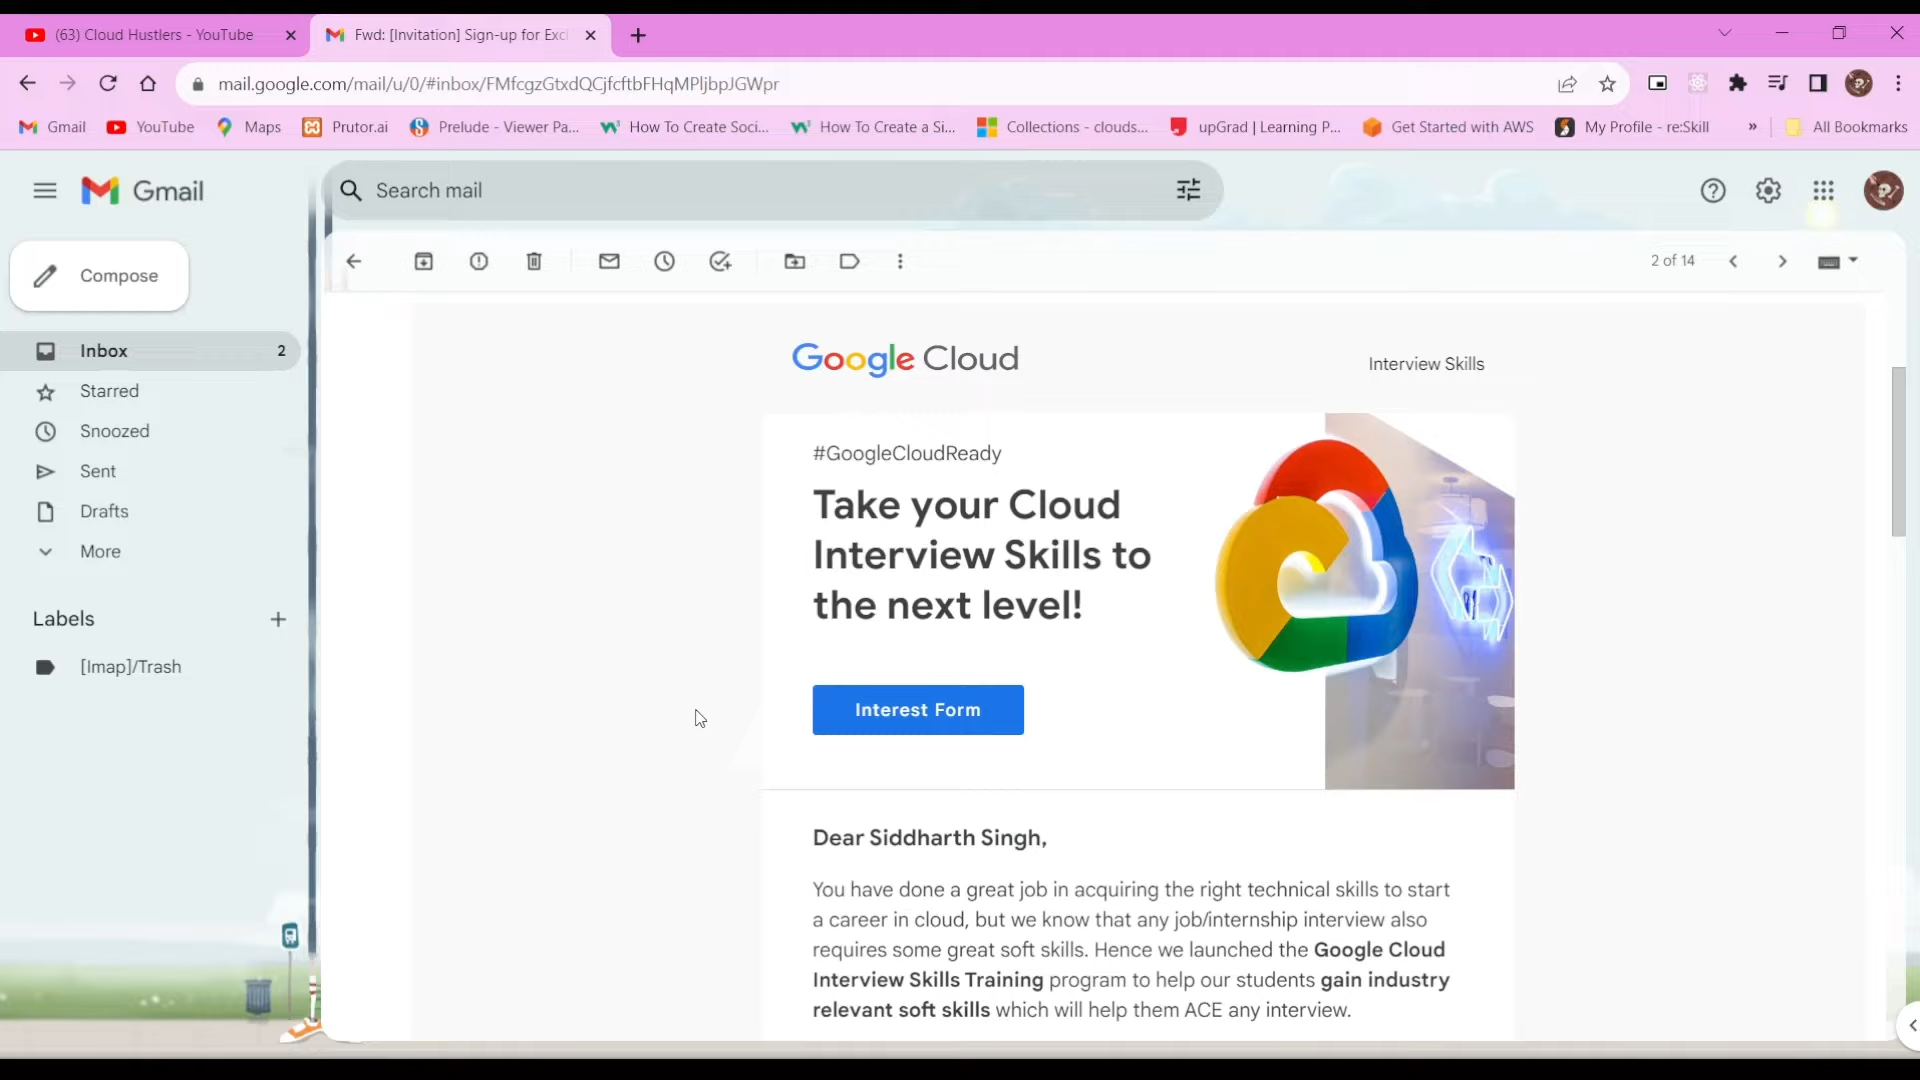 (63) Cloud Hustlers - YouTube
Fwd: [Invitation] Sign-up for Exc
mail.google.com/mail/u/0/#inbox/FMfcgzGtxdQCjfcftbFHqMPljbpJGWpr
Gmail
YouTube
Maps
Prutor.ai
Prelude - Viewer Pa...
How To Create Soci...
How To Create a Si...
Collections - clouds...
upGrad | Learning P...
Get Started with AWS
My Profile - re:Skill
»
All Bookmarks
Gmail
Search mail
Compose
2 of 14
Inbox 2
Starred
Snoozed
Sent
Drafts
More
Labels
[Imap]/Trash
Google Cloud
Interview Skills
#GoogleCloudReady
Take your Cloud
Interview Skills to
the next level!
Interest Form
Dear Siddharth Singh,
You have done a great job in acquiring the right technical skills to start
a career in cloud, but we know that any job/internship interview also
requires some great soft skills. Hence we launched the Google Cloud
Interview Skills Training program to help our students gain industry
relevant soft skills which will help them ACE any interview.